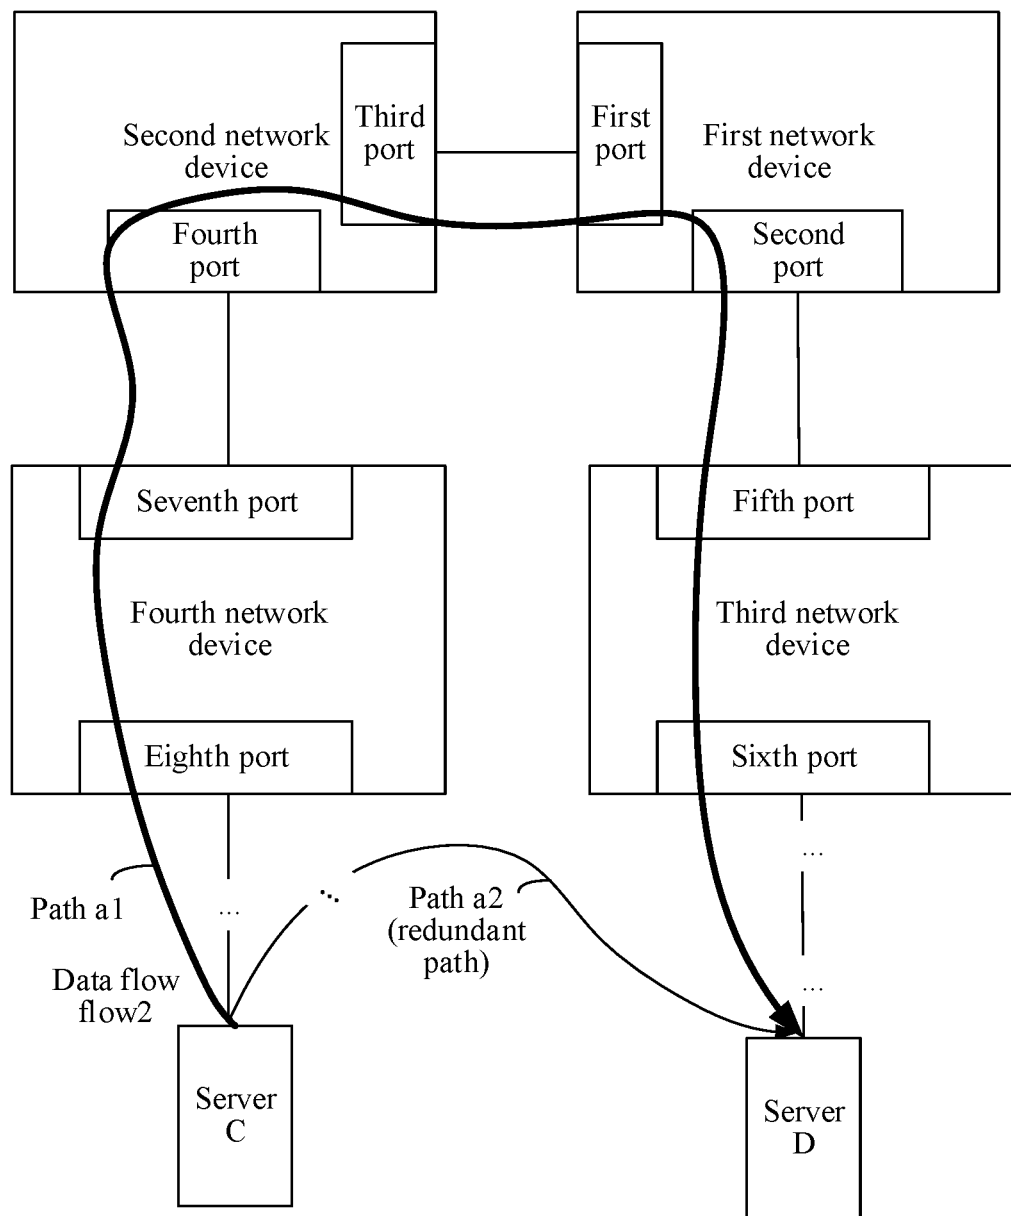 Second network
device
Third
port
First
port
First network
device
Fourth
port
Second
port
Seventh port
Fifth port
Fourth network
device
Third network
device
Eighth port
Sixth port
...
Path a1
...
...
Path a2
(redundant
path)
Data flow
flow2
...
Server
C
Server
D